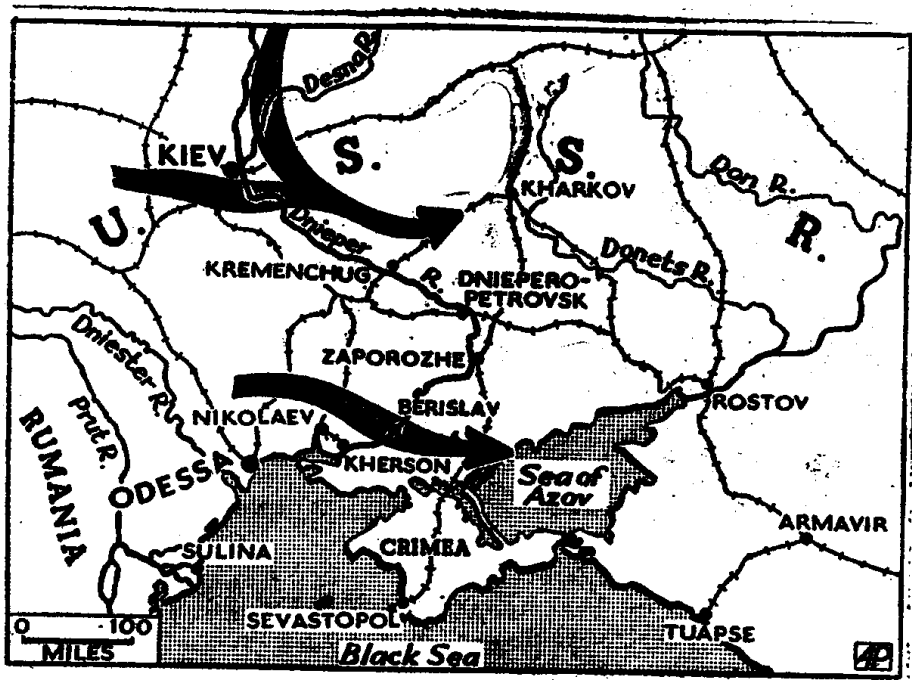 Desna R.
KIEV
S.
S.
Don R.
KHARKOV
U.
Dnieper
R.
R.
Donets R.
KREMENCHUG
DNIEPERO-
PETROVSK
Dniester R.
ZAPOROZHE
Prut R.
NIKOLAEV
BERISLAV
ROSTOV
RUMANIA
ODESSA
KHERSON
Sea of
Azov
ARMAVIR
SULINA
CRIMEA
SEVASTOPOL
TUAPSE
0 100
MILES
Black Sea
AP